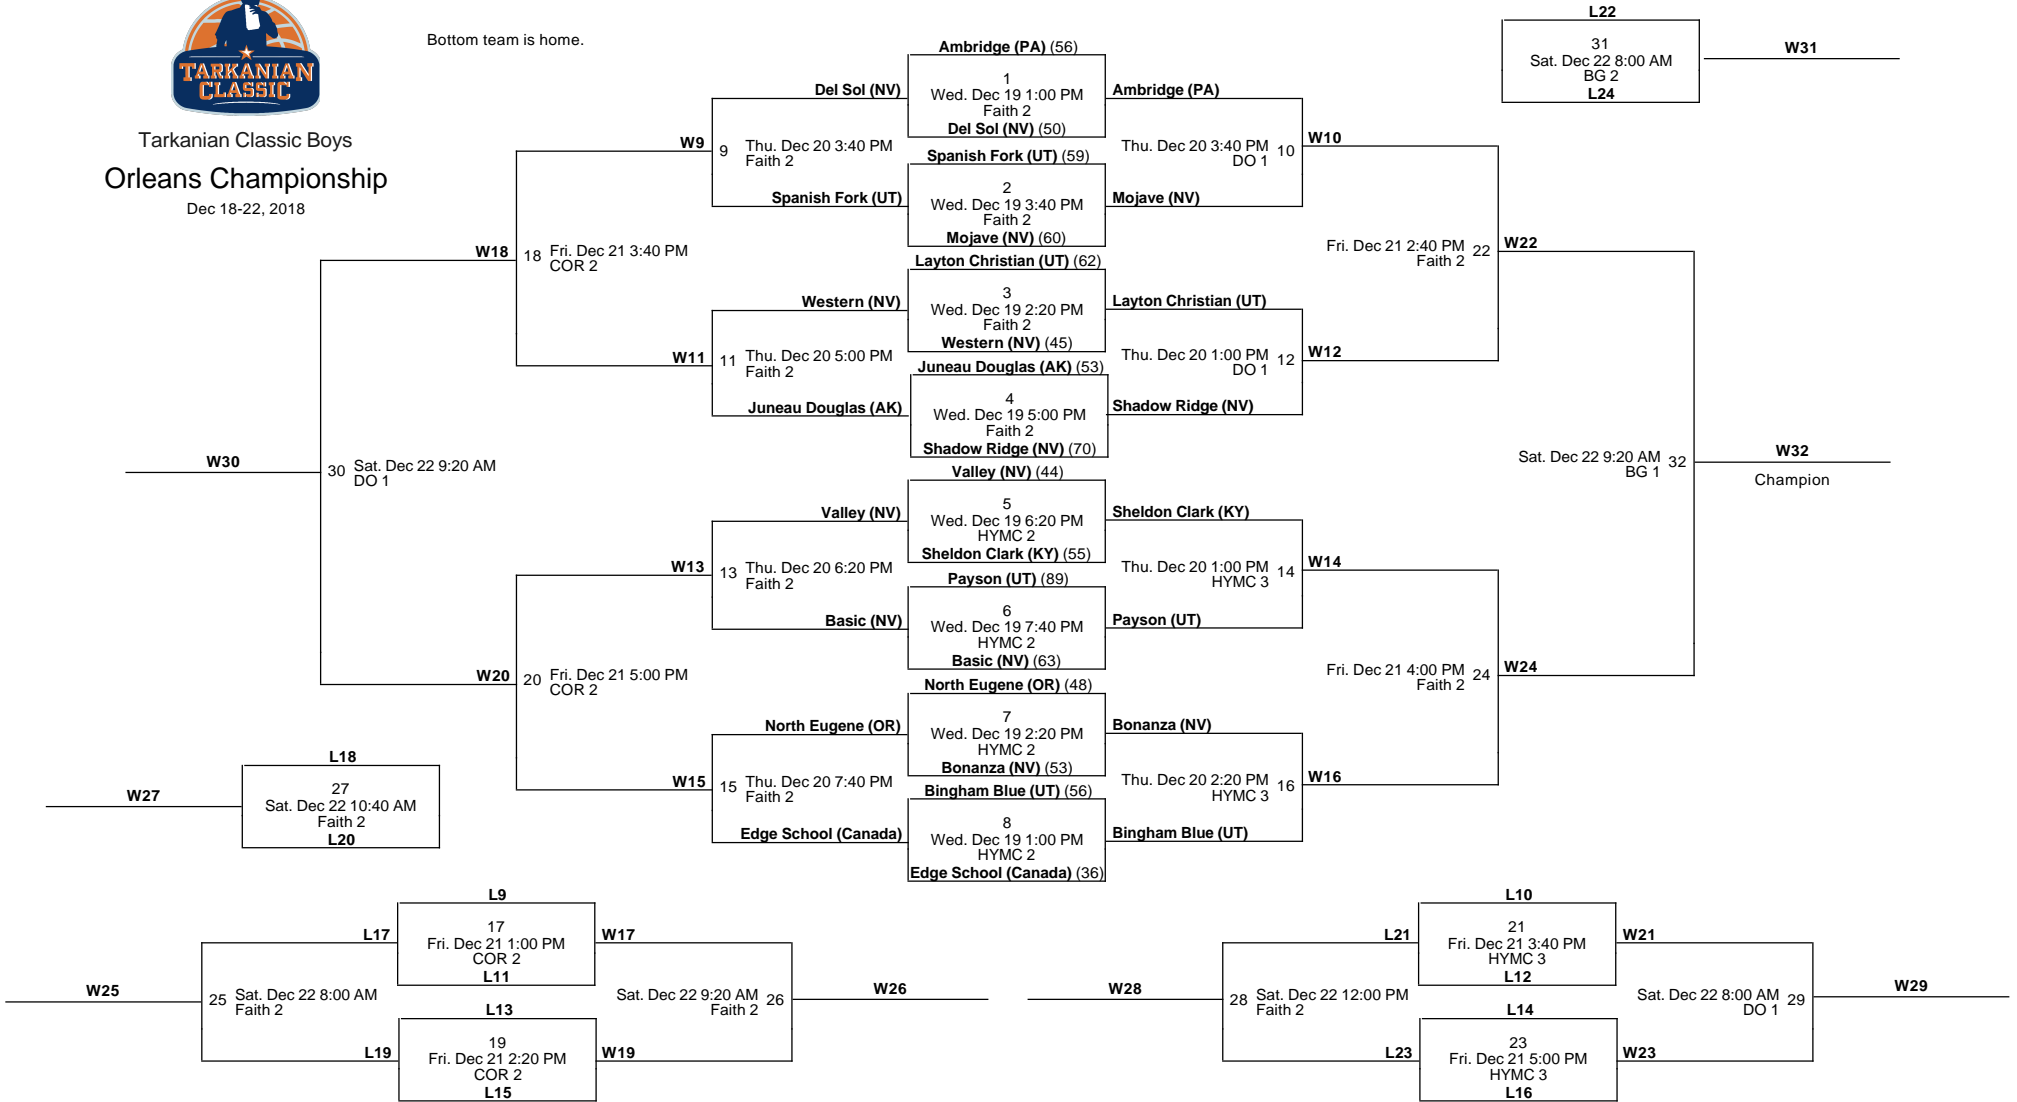 TARKANIAN
CLASSIC
Tarkanian Classic Boys
Orleans Championship
Dec 18-22, 2018
Bottom team is home.
Ambridge (PA) (56)
1
Wed. Dec 19 1:00 PM
Faith 2
Del Sol (NV) (50)
Spanish Fork (UT) (59)
2
Wed. Dec 19 3:40 PM
Faith 2
Mojave (NV) (60)
Layton Christian (UT) (62)
3
Wed. Dec 19 2:20 PM
Faith 2
Western (NV) (45)
Juneau Douglas (AK) (53)
4
Wed. Dec 19 5:00 PM
Faith 2
Shadow Ridge (NV) (70)
Valley (NV) (44)
5
Wed. Dec 19 6:20 PM
HYMC 2
Sheldon Clark (KY) (55)
Payson (UT) (89)
6
Wed. Dec 19 7:40 PM
HYMC 2
Basic (NV) (63)
North Eugene (OR) (48)
7
Wed. Dec 19 2:20 PM
HYMC 2
Bonanza (NV) (53)
Bingham Blue (UT) (56)
8
Wed. Dec 19 1:00 PM
HYMC 2
Edge School (Canada) (36)
Del Sol (NV)
9 Thu. Dec 20 3:40 PM
Faith 2
Spanish Fork (UT)
W9
Western (NV)
11 Thu. Dec 20 5:00 PM
Faith 2
Juneau Douglas (AK)
W11
Valley (NV)
13 Thu. Dec 20 6:20 PM
Faith 2
Basic (NV)
W13
North Eugene (OR)
15 Thu. Dec 20 7:40 PM
Faith 2
Edge School (Canada)
W15
W18
18 Fri. Dec 21 3:40 PM
COR 2
W20
20 Fri. Dec 21 5:00 PM
COR 2
W30
30 Sat. Dec 22 9:20 AM
DO 1
Ambridge (PA)
Thu. Dec 20 3:40 PM 10
DO 1
Mojave (NV)
W10
Layton Christian (UT)
Thu. Dec 20 1:00 PM 12
DO 1
Shadow Ridge (NV)
W12
Sheldon Clark (KY)
Thu. Dec 20 1:00 PM 14
HYMC 3
Payson (UT)
W14
Bonanza (NV)
Thu. Dec 20 2:20 PM 16
HYMC 3
Bingham Blue (UT)
W16
Fri. Dec 21 2:40 PM 22
Faith 2
W22
Fri. Dec 21 4:00 PM 24
Faith 2
W24
Sat. Dec 22 9:20 AM 32
BG 1
W32
Champion
L22
31
Sat. Dec 22 8:00 AM
BG 2
L24
W31
L18
27
Sat. Dec 22 10:40 AM
Faith 2
L20
W27
L9
17
Fri. Dec 21 1:00 PM
COR 2
L11
L13
19
Fri. Dec 21 2:20 PM
COR 2
L15
L17
25 Sat. Dec 22 8:00 AM
Faith 2
L19
W25
W17
Sat. Dec 22 9:20 AM 26
Faith 2
W19
W26
L10
21
Fri. Dec 21 3:40 PM
HYMC 3
L12
L14
23
Fri. Dec 21 5:00 PM
HYMC 3
L16
L21
28 Sat. Dec 22 12:00 PM
Faith 2
L23
W28
W21
Sat. Dec 22 8:00 AM 29
DO 1
W23
W29